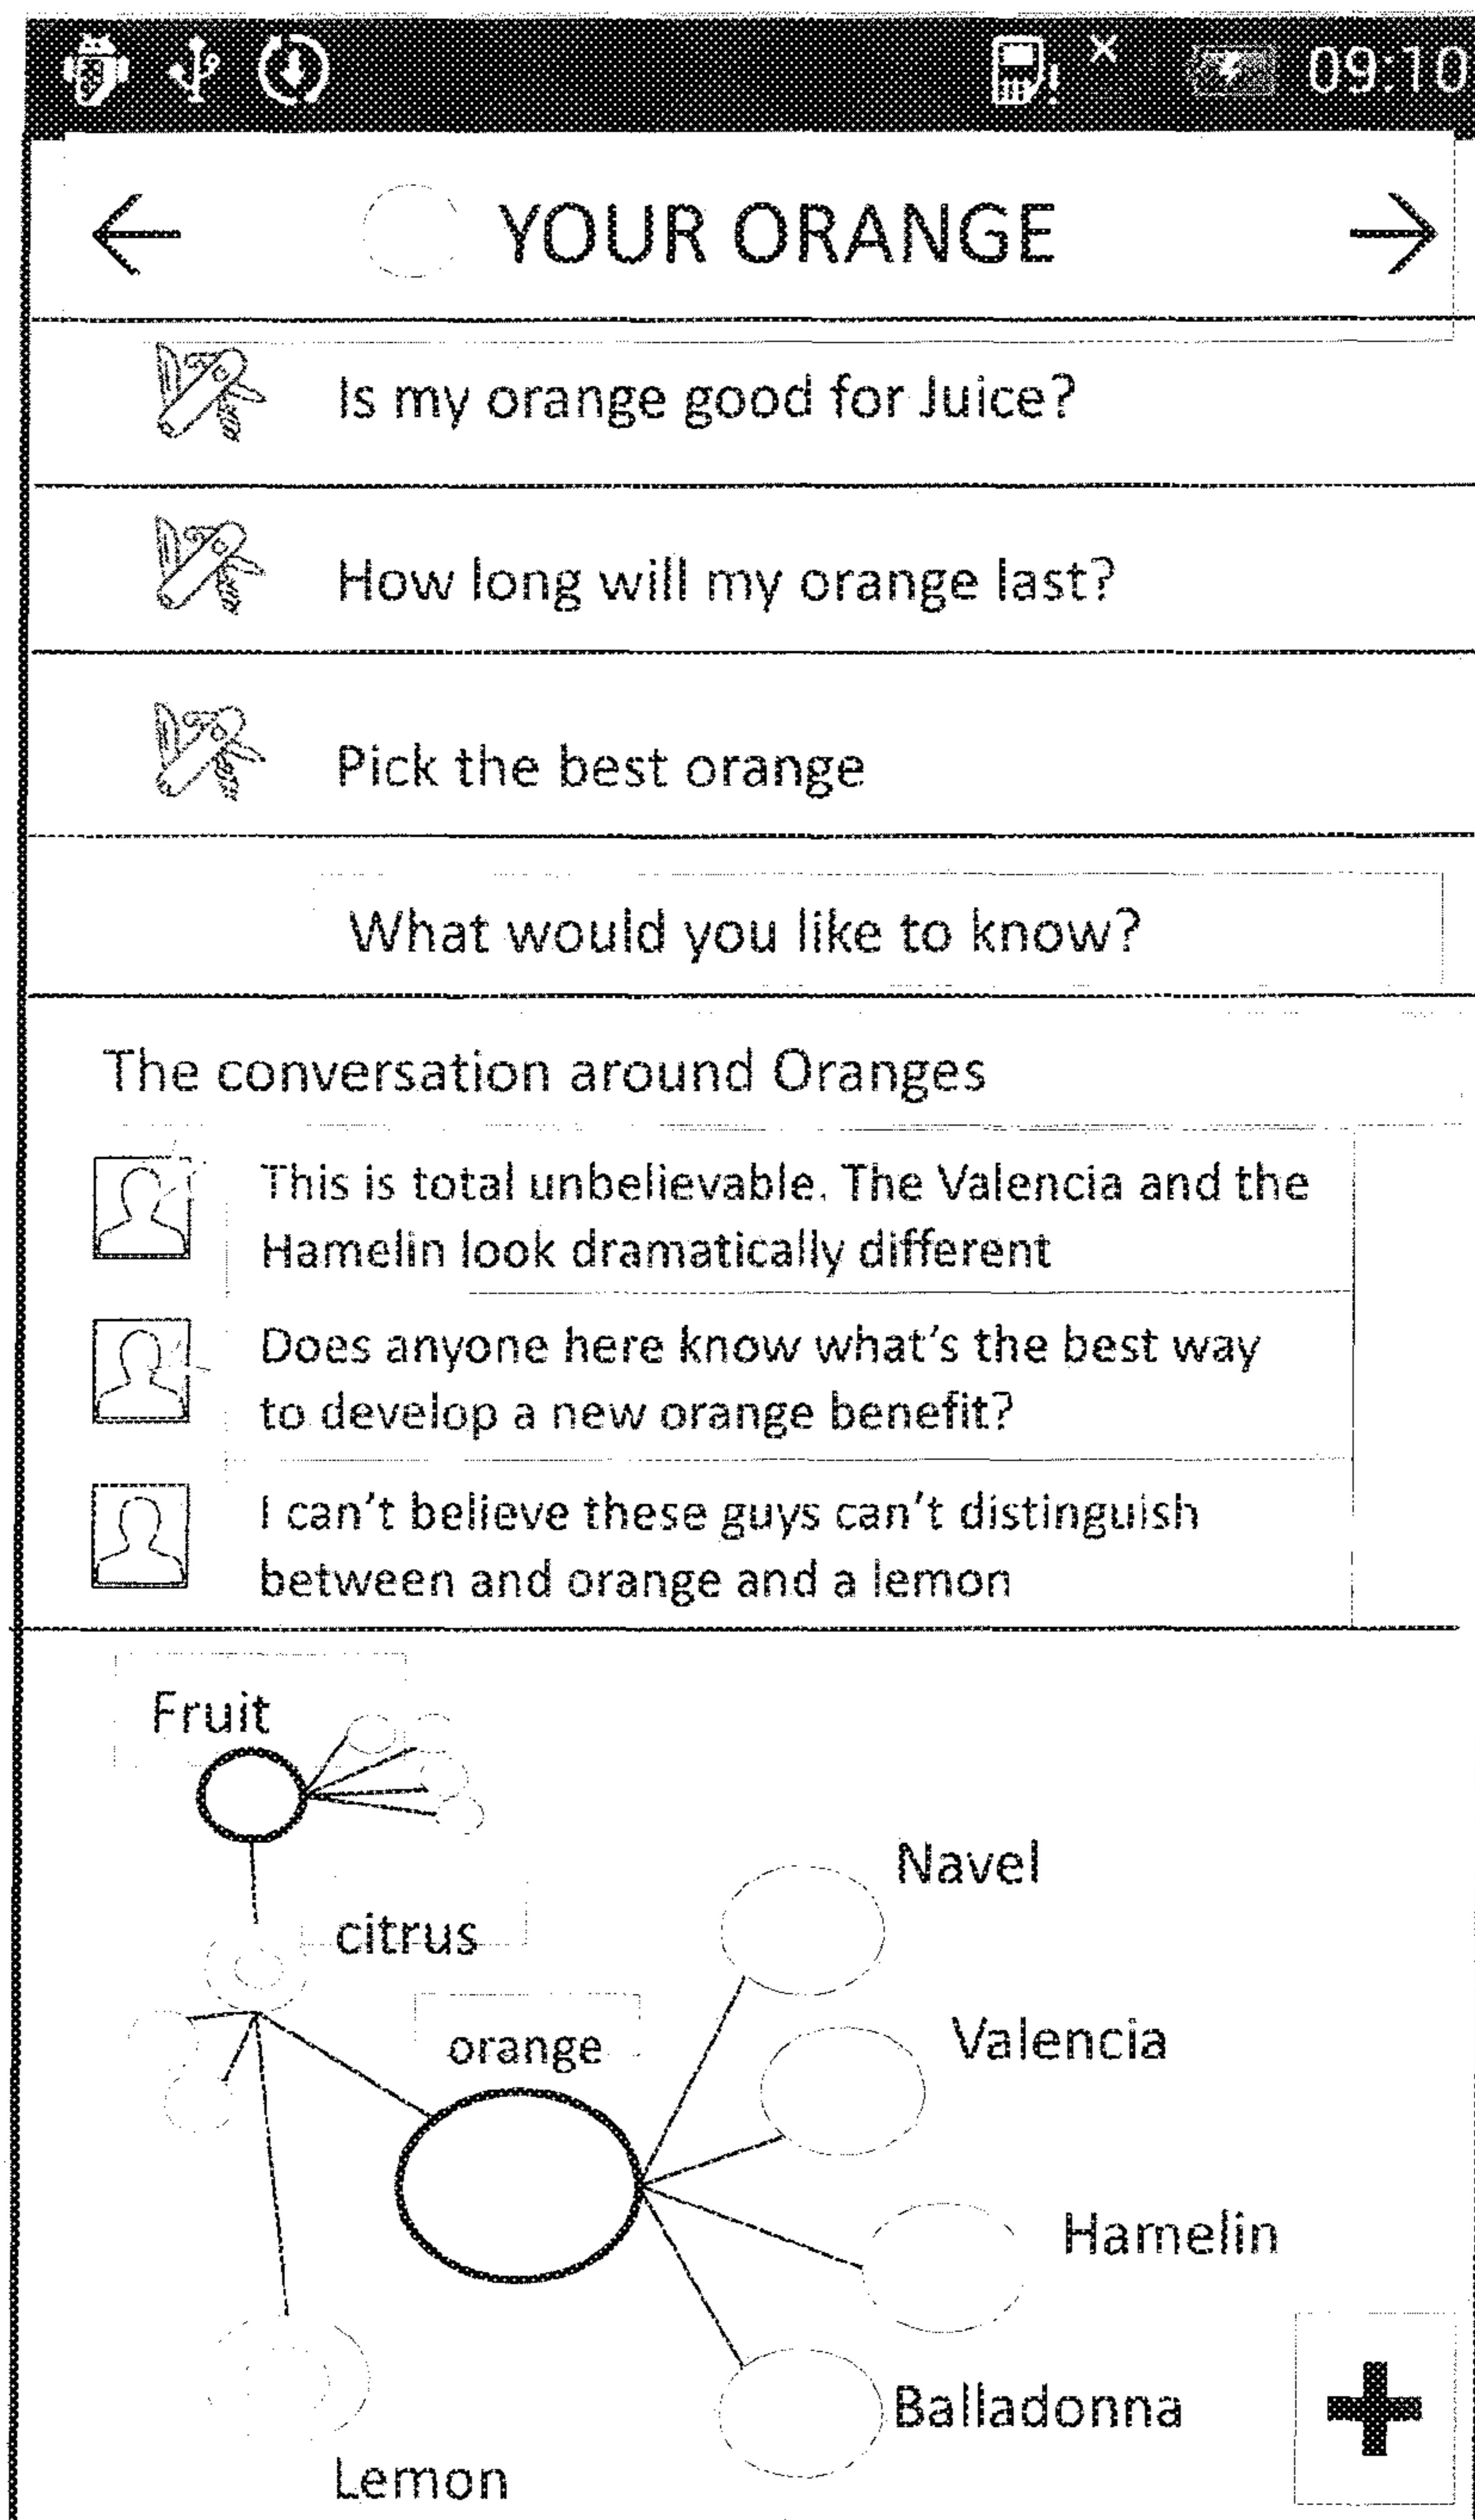 09:10
YOUR ORANGE
Is my orange good for Juice?
How long will my orange last?
Pick the best orange
What would you like to know?
The conversation around Oranges
This is total unbelievable. The Valencia and the
Hamelin look dramatically different
Does anyone here know what's the best way
to develop a new orange benefit?
I can't believe these guys can't distinguish
between and orange and a lemon
Fruit
Navel
citrus
Valencia
orange
Hamelin
Balladonna
Lemon